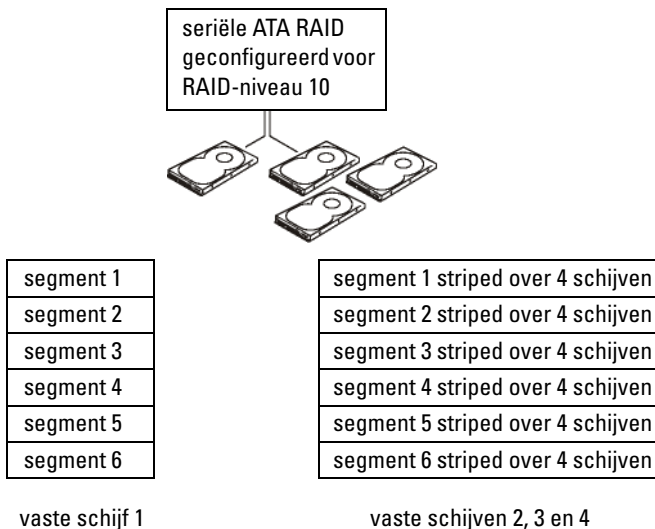 seriële ATA RAID
geconfigureerd voor
RAID-niveau 10
segment 1
segment 2
segment 3
segment 4
segment 5
segment 6
vaste schijf 1
segment 1 striped over 4 schijven
segment 2 striped over 4 schijven
segment 3 striped over 4 schijven
segment 4 striped over 4 schijven
segment 5 striped over 4 schijven
segment 6 striped over 4 schijven
vaste schijven 2, 3 en 4